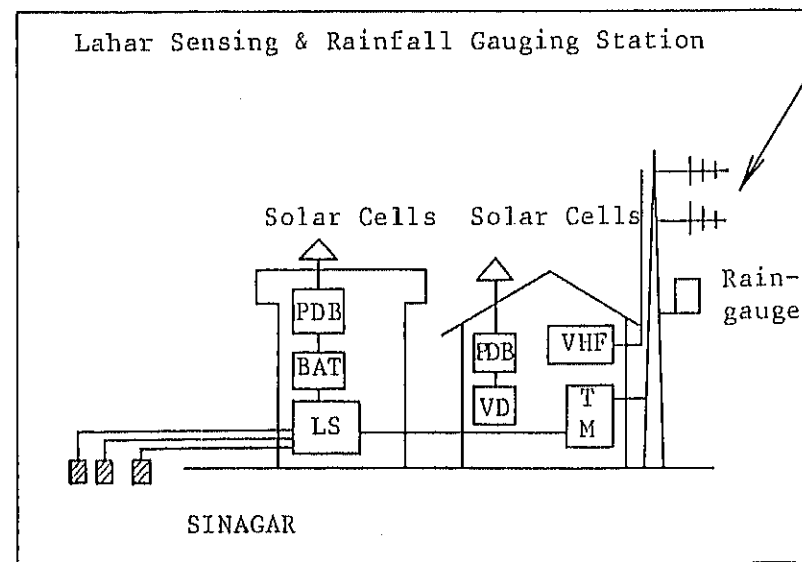 Lahar Sensing & Rainfall Gauging Station
Solar Cells Solar Cells
Rain-
gauge
PDB
PDB
VHF
BAT
VD
T
M
LS
SINAGAR